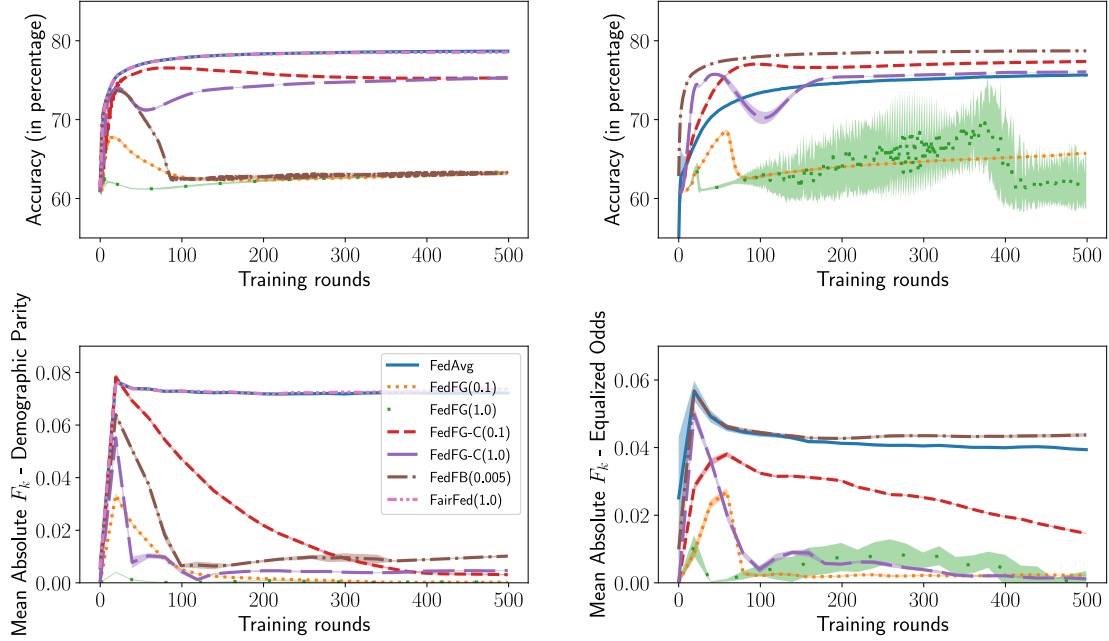 80
70
60
Accuracy (in percentage)
0 100 200 300 400 500
Training rounds
80
70
60
Accuracy (in percentage)
0 100 200 300 400 500
Training rounds
0.08
0.06
0.04
0.02
0.00
Mean Absolute F_k - Demographic Parity
FedAvg
FedFG(0.1)
FedFG(1.0)
FedFG-C(0.1)
FedFG-C(1.0)
FedFB(0.005)
FairFed(1.0)
0 100 200 300 400 500
Training rounds
0.06
0.04
0.02
0.00
Mean Absolute F_k - Equalized Odds
0 100 200 300 400 500
Training rounds